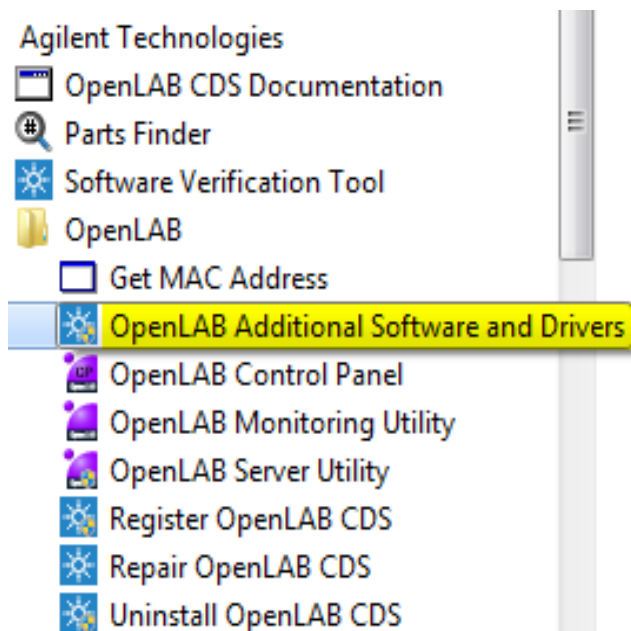 Agilent Technologies
OpenLAB CDS Documentation
Parts Finder
Software Verification Tool
OpenLAB
Get MAC Address
OpenLAB Additional Software and Drivers
OpenLAB Control Panel
OpenLAB Monitoring Utility
OpenLAB Server Utility
Register OpenLAB CDS
Repair OpenLAB CDS
Uninstall OpenLAB CDS